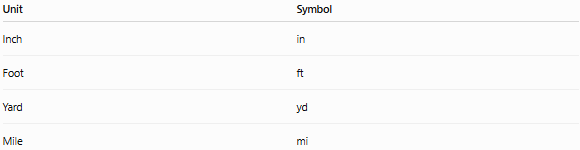 Unit Symbol
Inch in
Foot ft
Yard yd
Mile mi